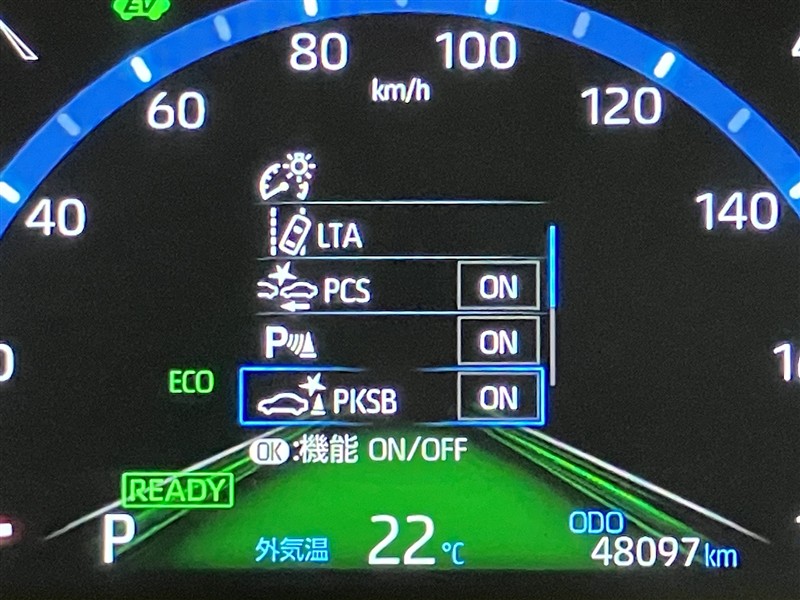 EV
80
100
km/h
60
120
40
140
LTA
PCS ON
P ON
ECO
PKSB ON
OK:機能 ON/OFF
READY
P
外気温 22℃
ODO
48097km